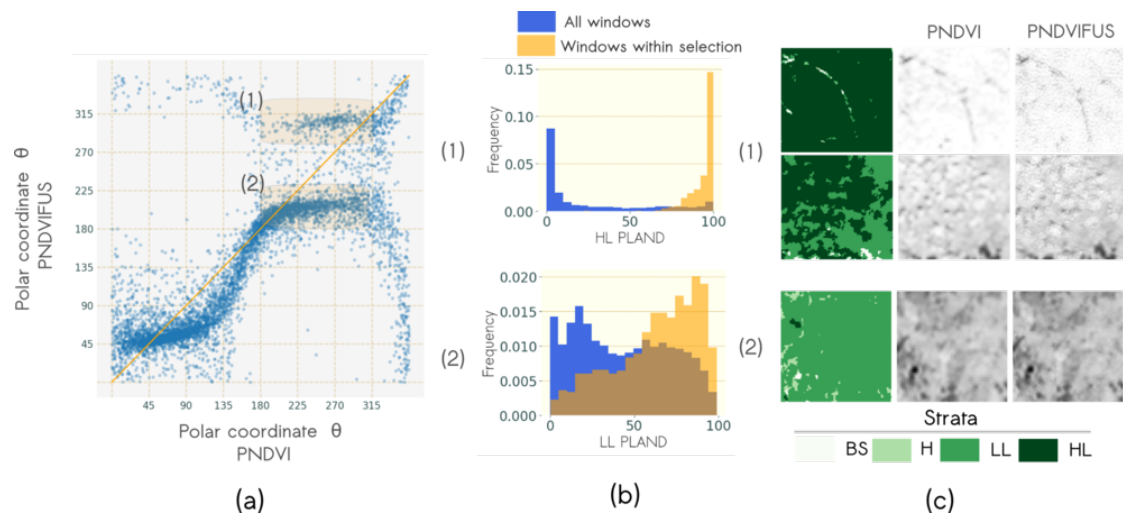 All windows
Windows within selection
(1)
(2)
315
270
225
180
135
90
45
45
90
135
180
225
270
315
Polar coordinate θ
PNDVIFUS
Polar coordinate θ
PNDVI
(a)
(1)
0.15
0.10
0.05
0.00
Frequency
0
50
100
HL PLAND
(2)
0.020
0.015
0.010
0.005
0.000
Frequency
0
50
100
LL PLAND
(b)
PNDVI
PNDVIFUS
(1)
(2)
Strata
BS
H
LL
HL
(c)